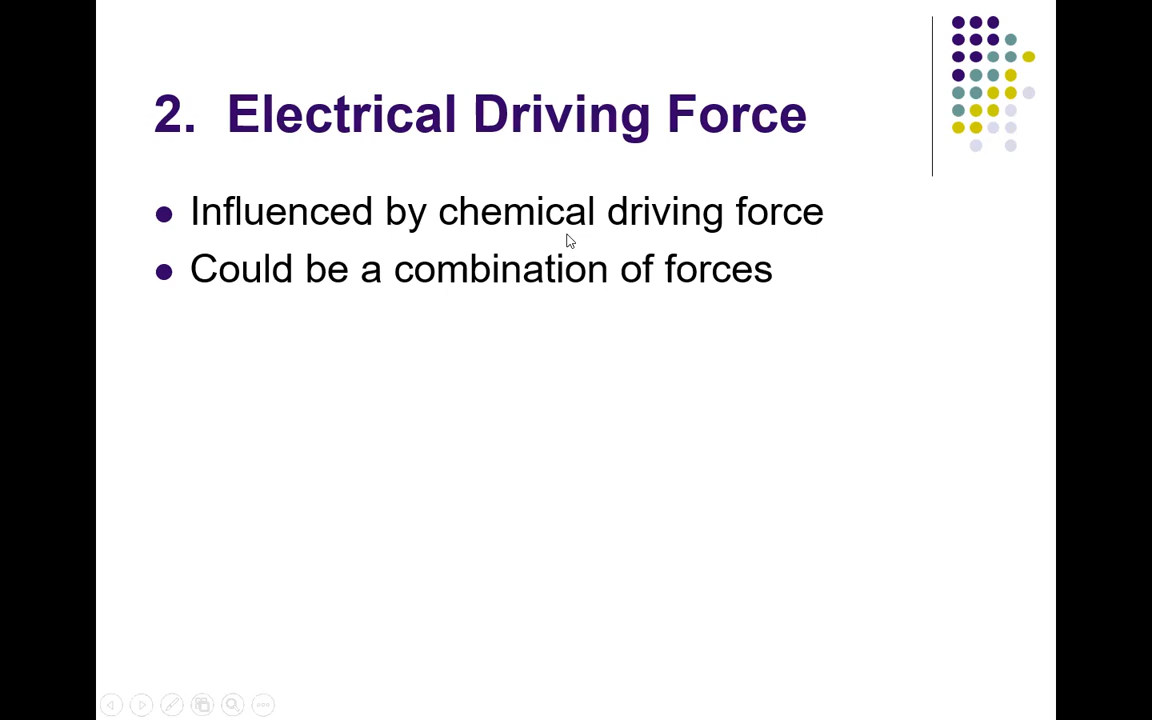 2. Electrical Driving Force
Influenced by chemical driving force
Could be a combination of forces